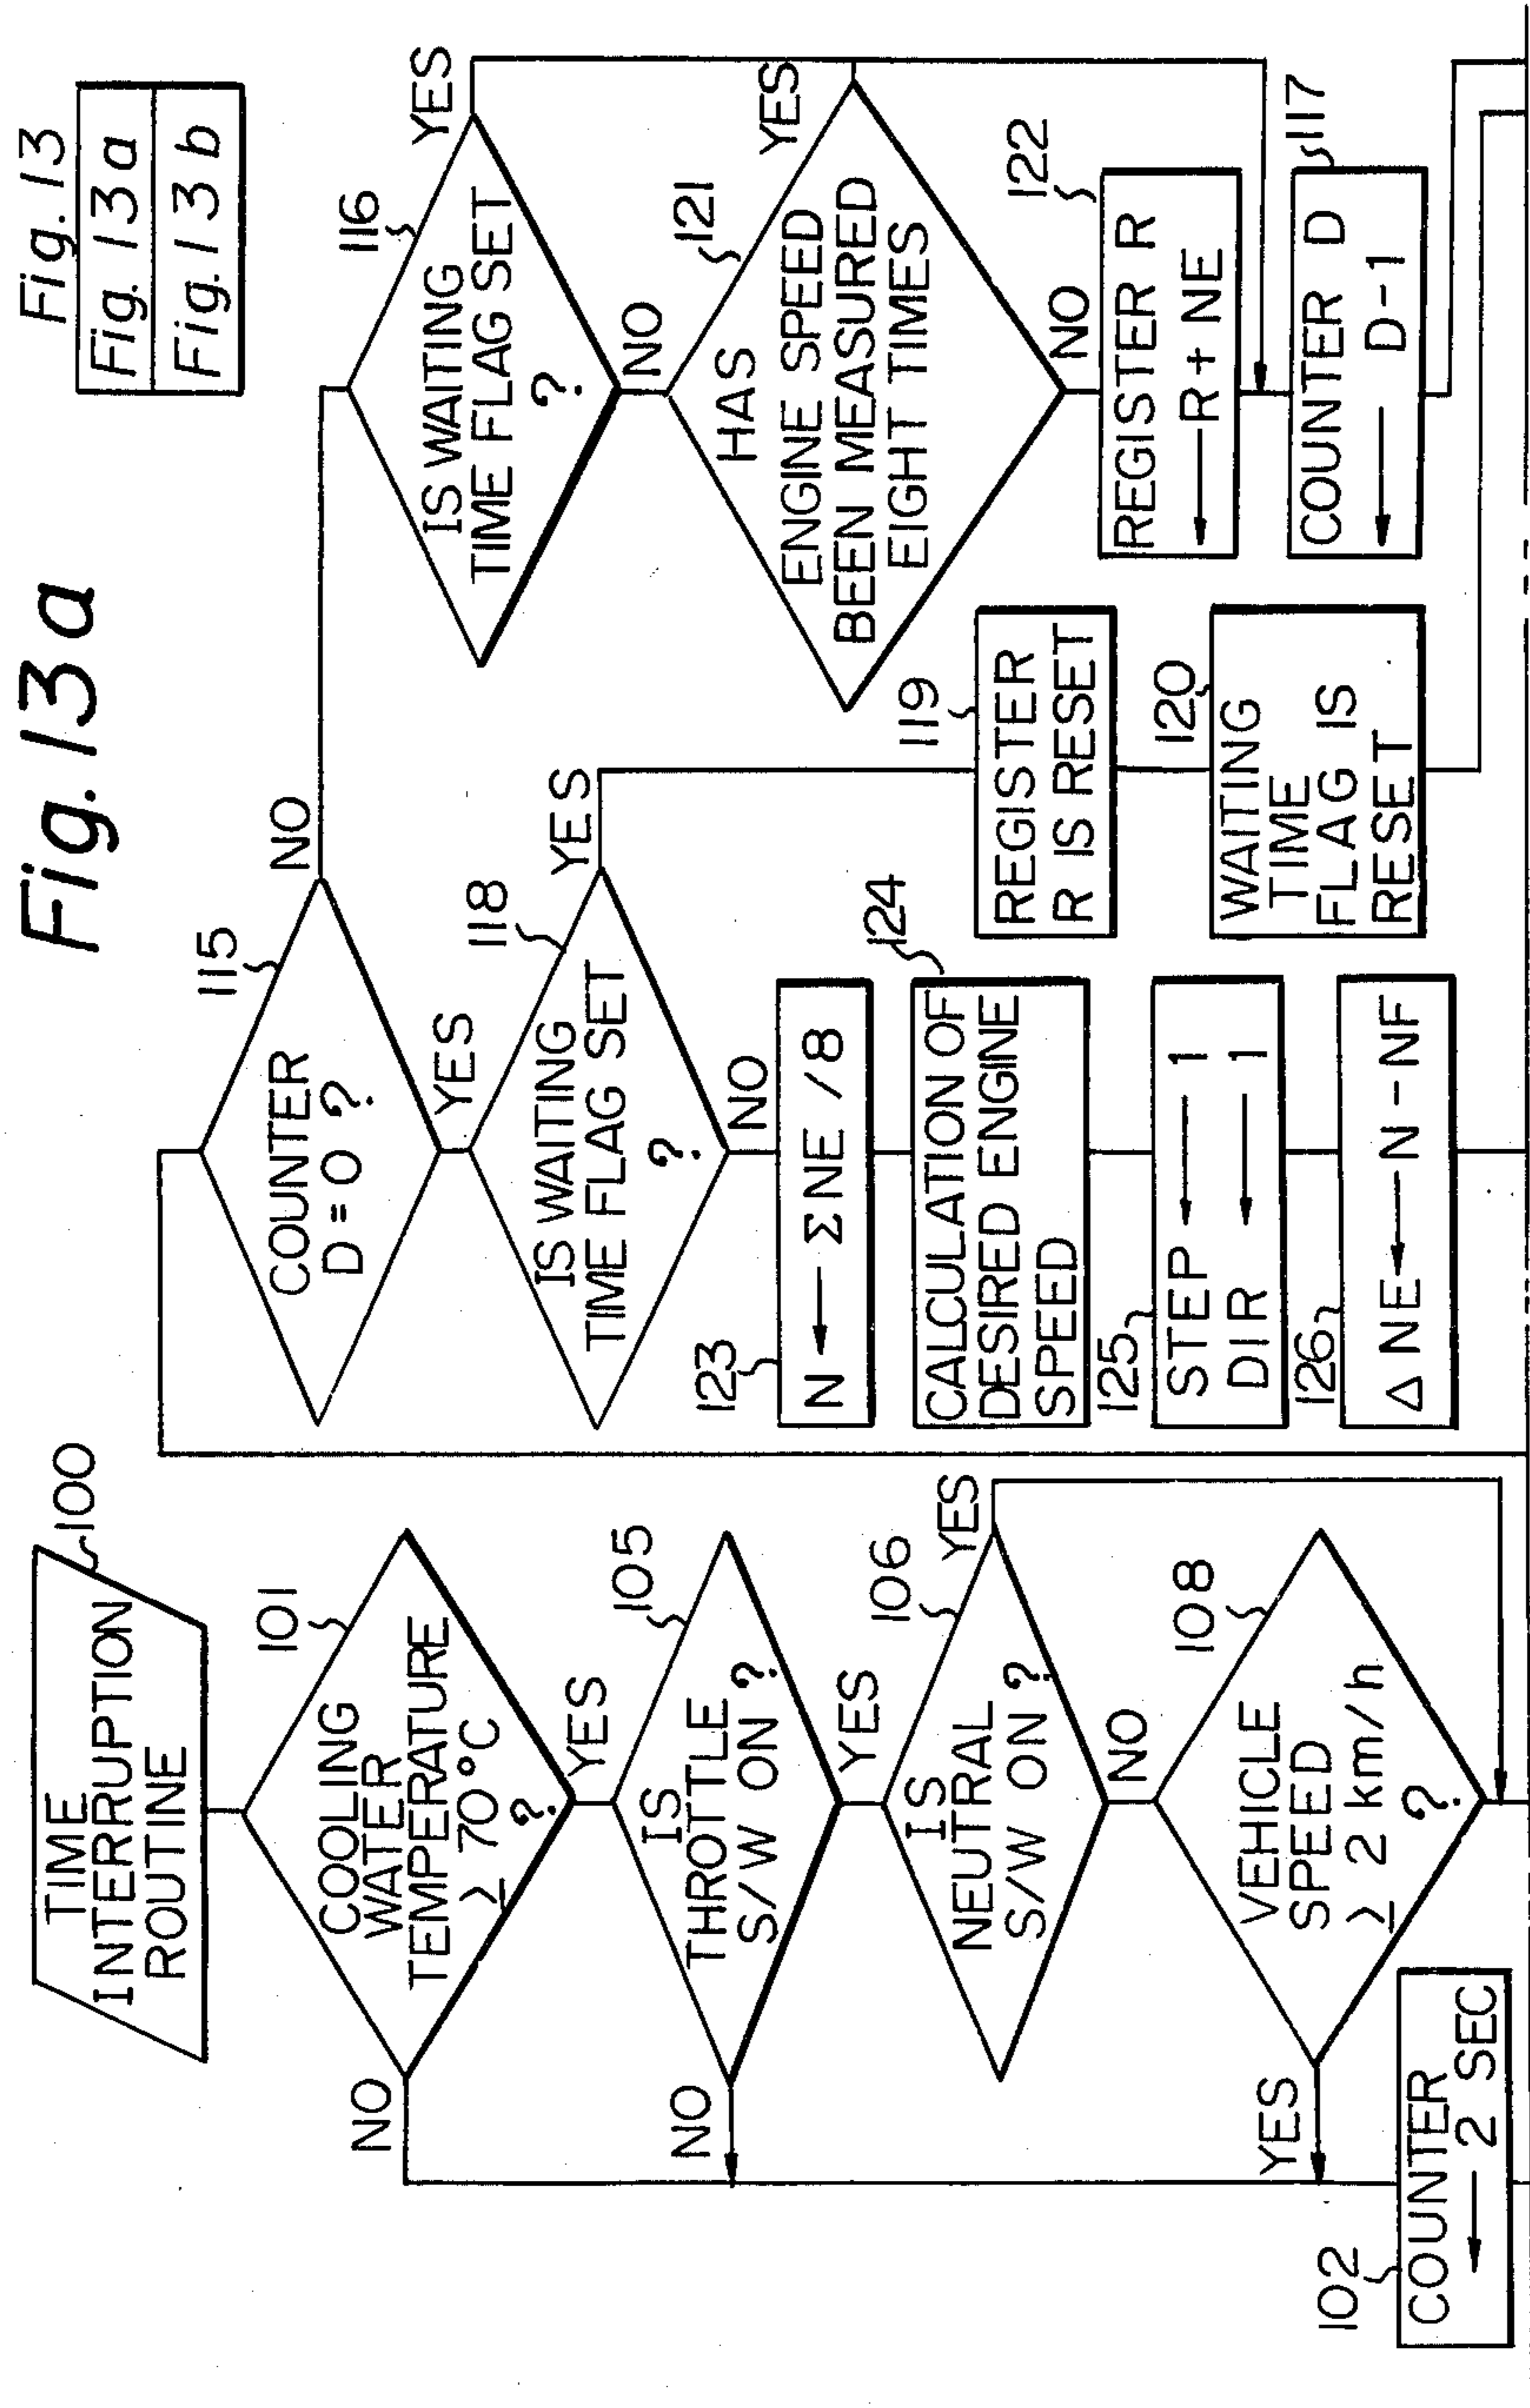 Fig. 13a
Fig. 13
Fig. 13a
Fig. 13b
TIME
INTERRUPTION
ROUTINE
100
COOLING
WATER
TEMPERATURE
≥ 70°C
?
101
NO
YES
IS
THROTTLE
S/W ON ?
105
NO
YES
IS
NEUTRAL
S/W ON ?
106
YES
NO
VEHICLE
SPEED
≥ 2 km/h
?
108
YES
102
COUNTER
← 2 SEC
COUNTER
D = 0 ?
115
NO
YES
IS WAITING
TIME FLAG SET
?
118
YES
NO
123
N ← ΣNE /8
124
CALCULATION OF
DESIRED ENGINE
SPEED
125
STEP ← 1
DIR ← 1
126
Δ NE ← N-NF
119
REGISTER
R IS RESET
120
WAITING
TIME
FLAG IS
RESET
IS WAITING
TIME FLAG SET
?
116
YES
NO
HAS
ENGINE SPEED
BEEN MEASURED
EIGHT TIMES
121
YES
NO
122
REGISTER R
← R + NE
117
COUNTER D
← D-1